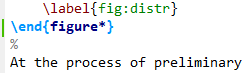 \label{fig:distr}
\end{figure*}
%
At the process of preliminary